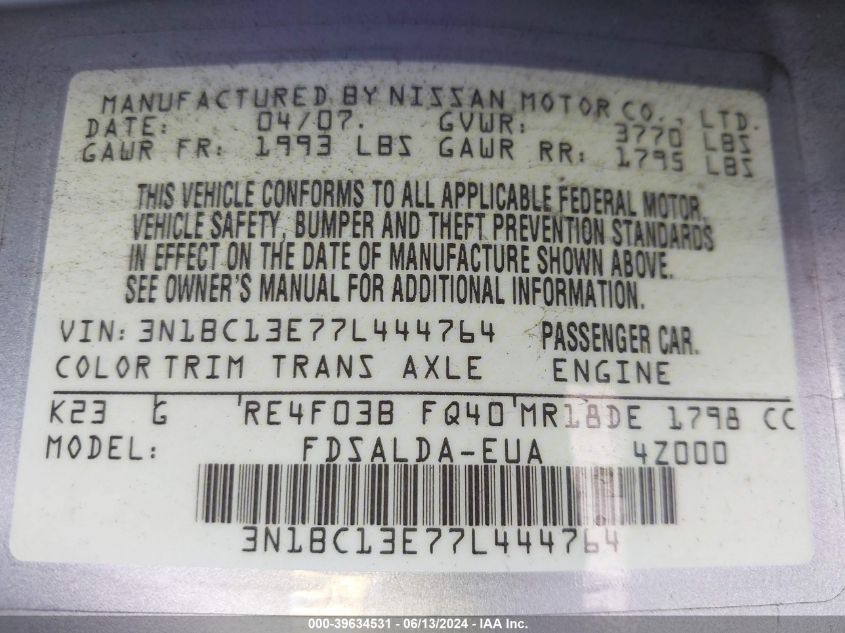 MANUFACTURED BY NISSAN MOTOR CO., LTD.
DATE: 04/07. GVWR: 3770 LBS
GAWR FR: 1993 LBS GAWR RR: 1795 LBS
THIS VEHICLE CONFORMS TO ALL APPLICABLE FEDERAL MOTOR
VEHICLE SAFETY, BUMPER AND THEFT PREVENTION STANDARDS
IN EFFECT ON THE DATE OF MANUFACTURE SHOWN ABOVE.
SEE OWNER'S MANUAL FOR ADDITIONAL INFORMATION.
VIN: 3N1BC13E77L444764 PASSENGER CAR.
COLOR TRIM TRANS AXLE ENGINE
K23 G RE4F03B FQ40 MR18DE 1798 CC
MODEL: FDSALDA-EUA 4Z000
3N1BC13E77L444764
000-39634531 - 06/13/2024 - IAA Inc.